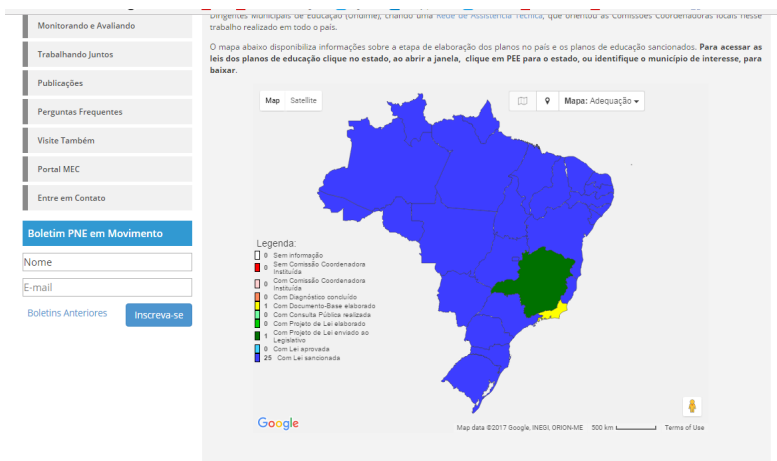 Monitorando e Avaliando
Trabalhando Juntos
Publicações
Perguntas Frequentes
Visite Também
Portal MEC
Entre em Contato
Boletim PNE em Movimento
Nome
E-mail
Boletins Anteriores
Inscreva-se
Dirigentes Municipais de Educação (Undime), criando uma Rede de Assistência Técnica, que orientou as Comissões Coordenadoras locais nesse
trabalho realizado em todo o país.
O mapa abaixo disponibiliza informações sobre a etapa de elaboração dos planos no país e os planos de educação sancionados. Para acessar as
leis dos planos de educação clique no estado, ao abrir a janela, clique em PEE para o estado, ou identifique o município de interesse, para
baixar.
Map Satellite
Mapa: Adequação
Legenda:
0 Sem informação
0 Sem Comissão Coordenadora
Instituída
0 Com Comissão Coordenadora
Instituída
0 Com Diagnóstico concluído
1 Com Documento-Base elaborado
0 Com Consulta Pública realizada
0 Com Projeto de Lei elaborado
1 Com Projeto de Lei enviado ao
Legislativo
0 Com Lei aprovada
25 Com Lei sancionada
Google
Map data ©2017 Google, INEGI, ORION-ME 500 km Terms of Use